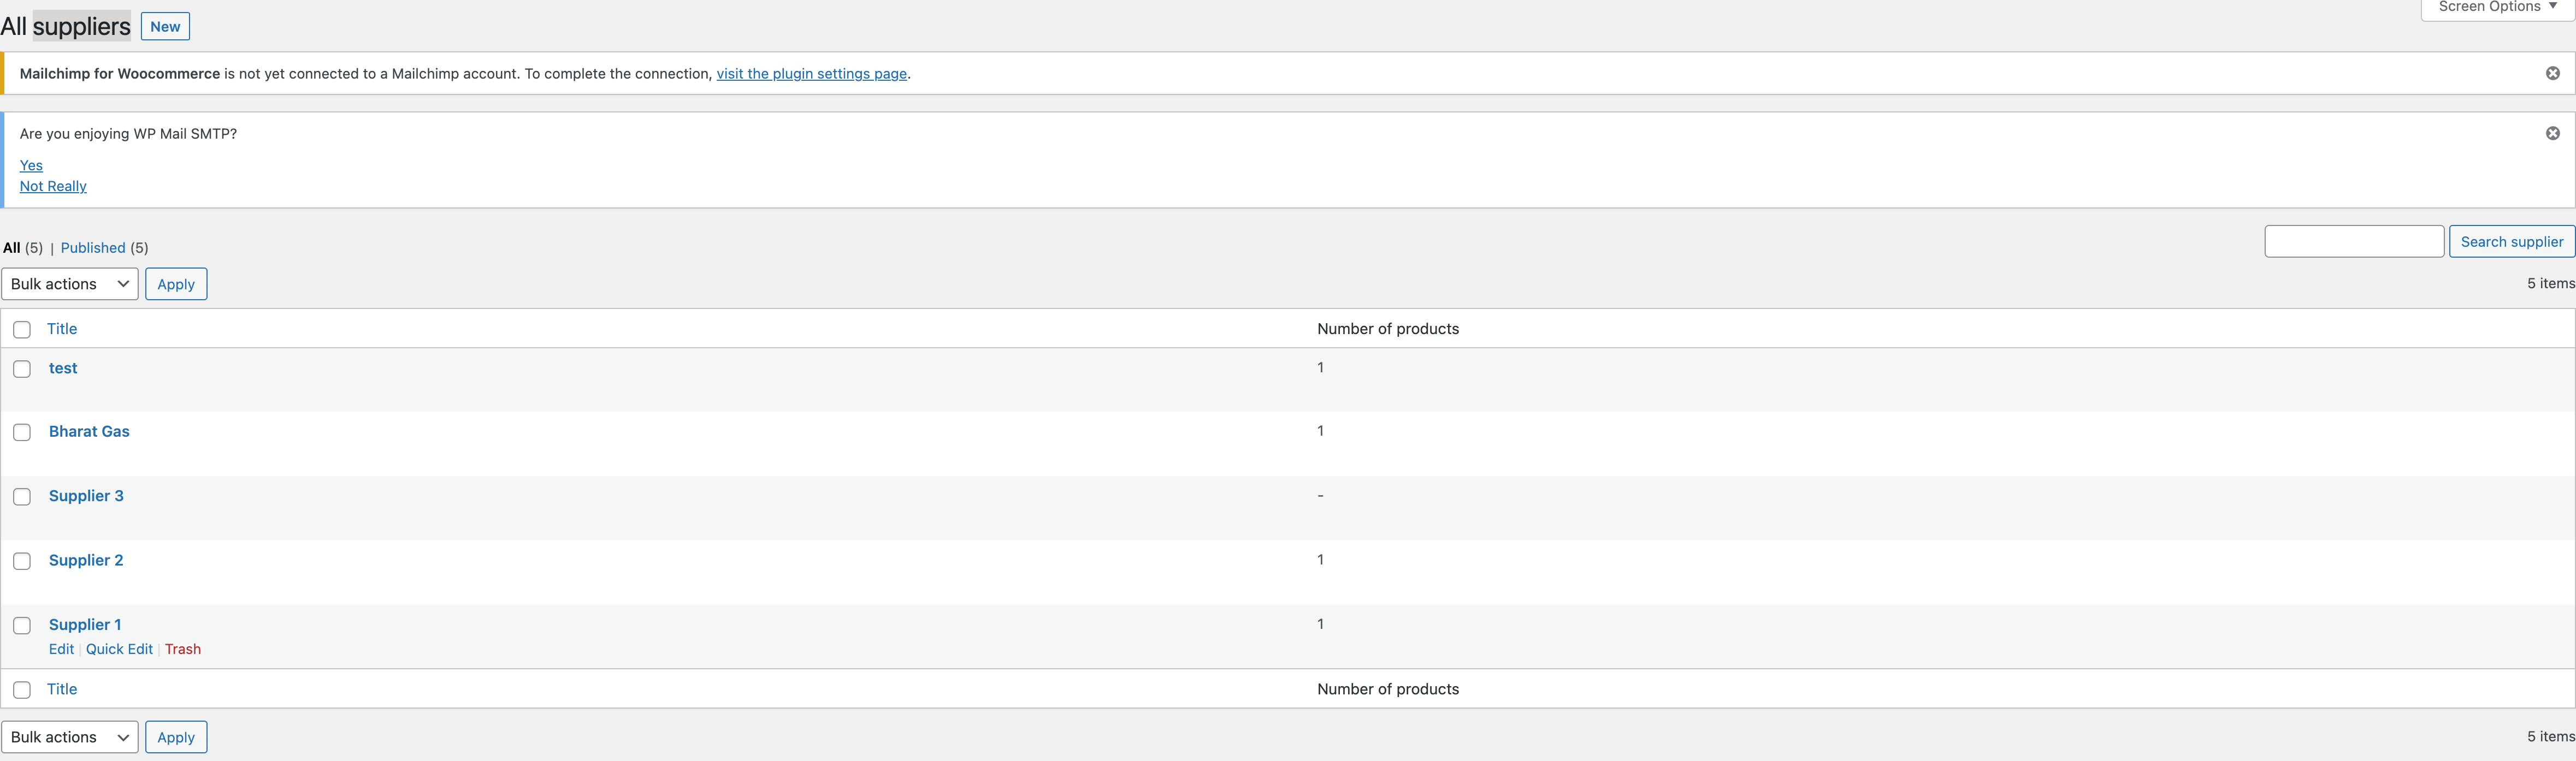 All suppliers New Screen Options ▼
Mailchimp for Woocommerce is not yet connected to a Mailchimp account. To complete the connection, visit the plugin settings page.
Are you enjoying WP Mail SMTP?
Yes
Not Really
All (5) | Published (5) Search supplier
Bulk actions Apply 5 items
Title Number of products
test 1
Bharat Gas 1
Supplier 3 -
Supplier 2 1
Supplier 1 1
Edit | Quick Edit | Trash
Title Number of products
Bulk actions Apply 5 items